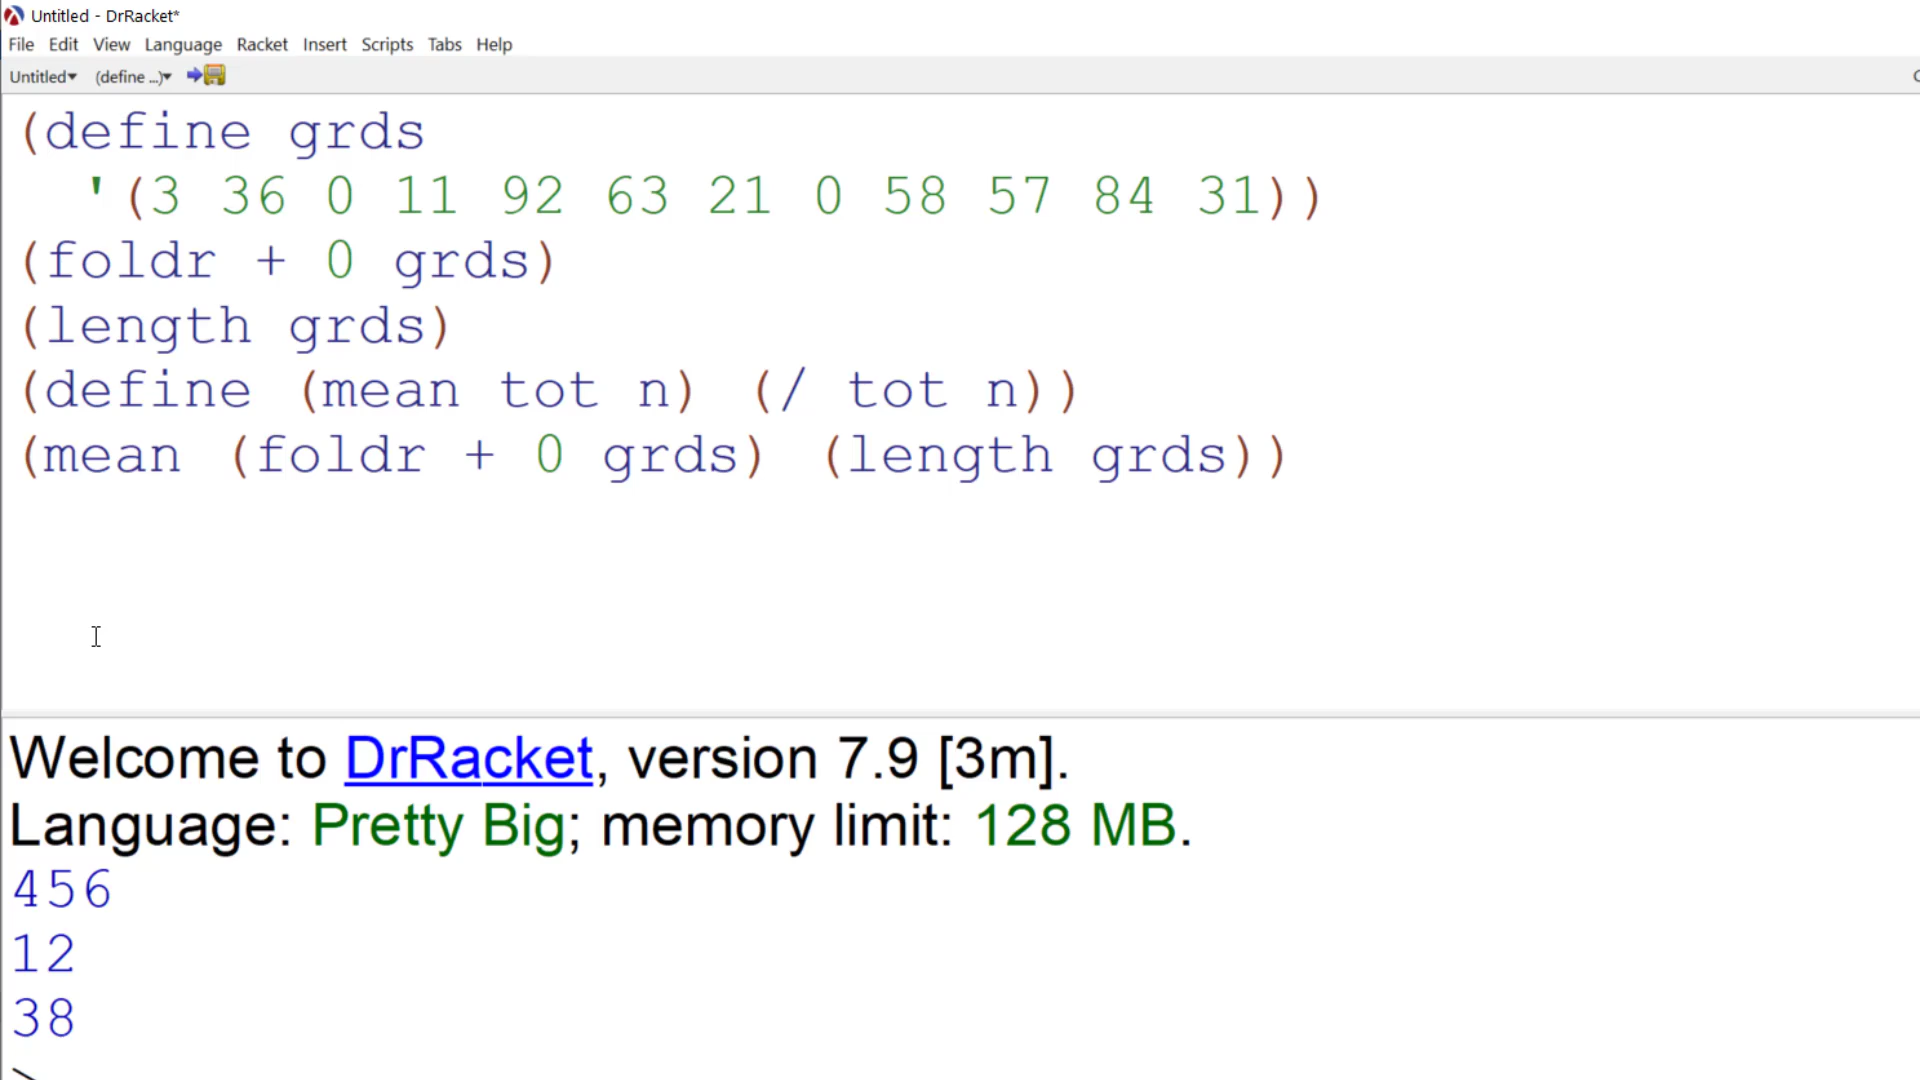 Untitled - DrRacket*
File Edit View Language Racket Insert Scripts Tabs Help
Untitled▾ (define ...)▾
(define grds
'(3 36 0 11 92 63 21 0 58 57 84 31))
(foldr + 0 grds)
(length grds)
(define (mean tot n) (/ tot n))
(mean (foldr + 0 grds) (length grds))
Welcome to DrRacket, version 7.9 [3m].
Language: Pretty Big; memory limit: 128 MB.
456
12
38
>